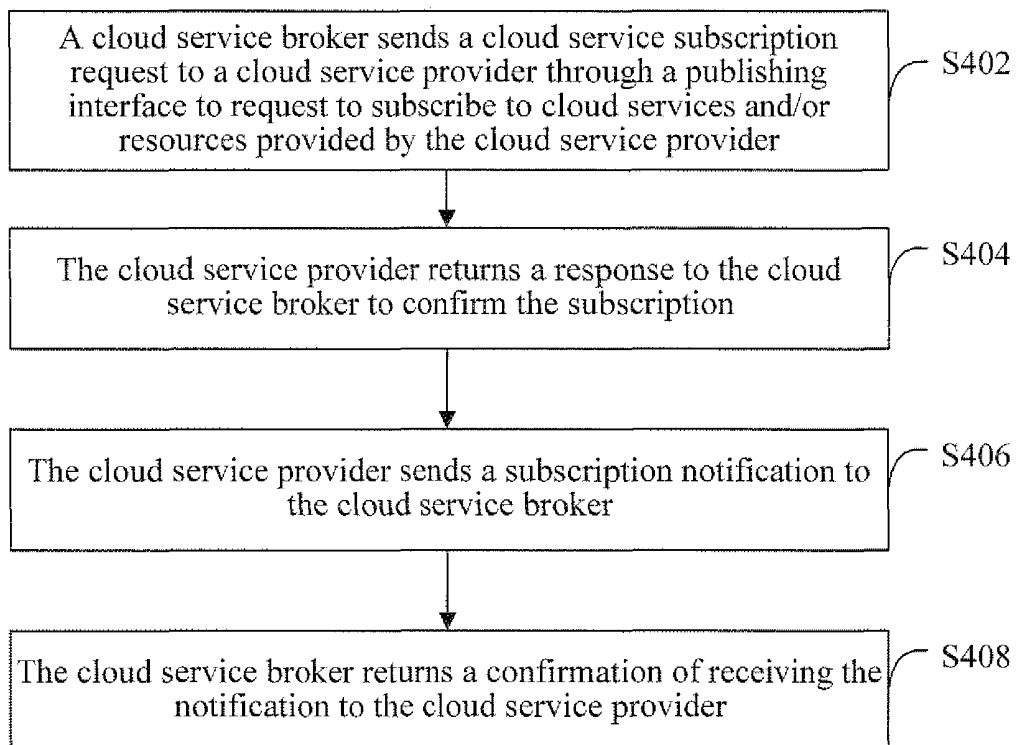 A cloud service broker sends a cloud service subscription
request to a cloud service provider through a publishing
interface to request to subscribe to cloud services and/or
resources provided by the cloud service provider
S402
The cloud service provider returns a response to the cloud
service broker to confirm the subscription
S404
The cloud service provider sends a subscription notification to
the cloud service broker
S406
The cloud service broker returns a confirmation of receiving the
notification to the cloud service provider
S408